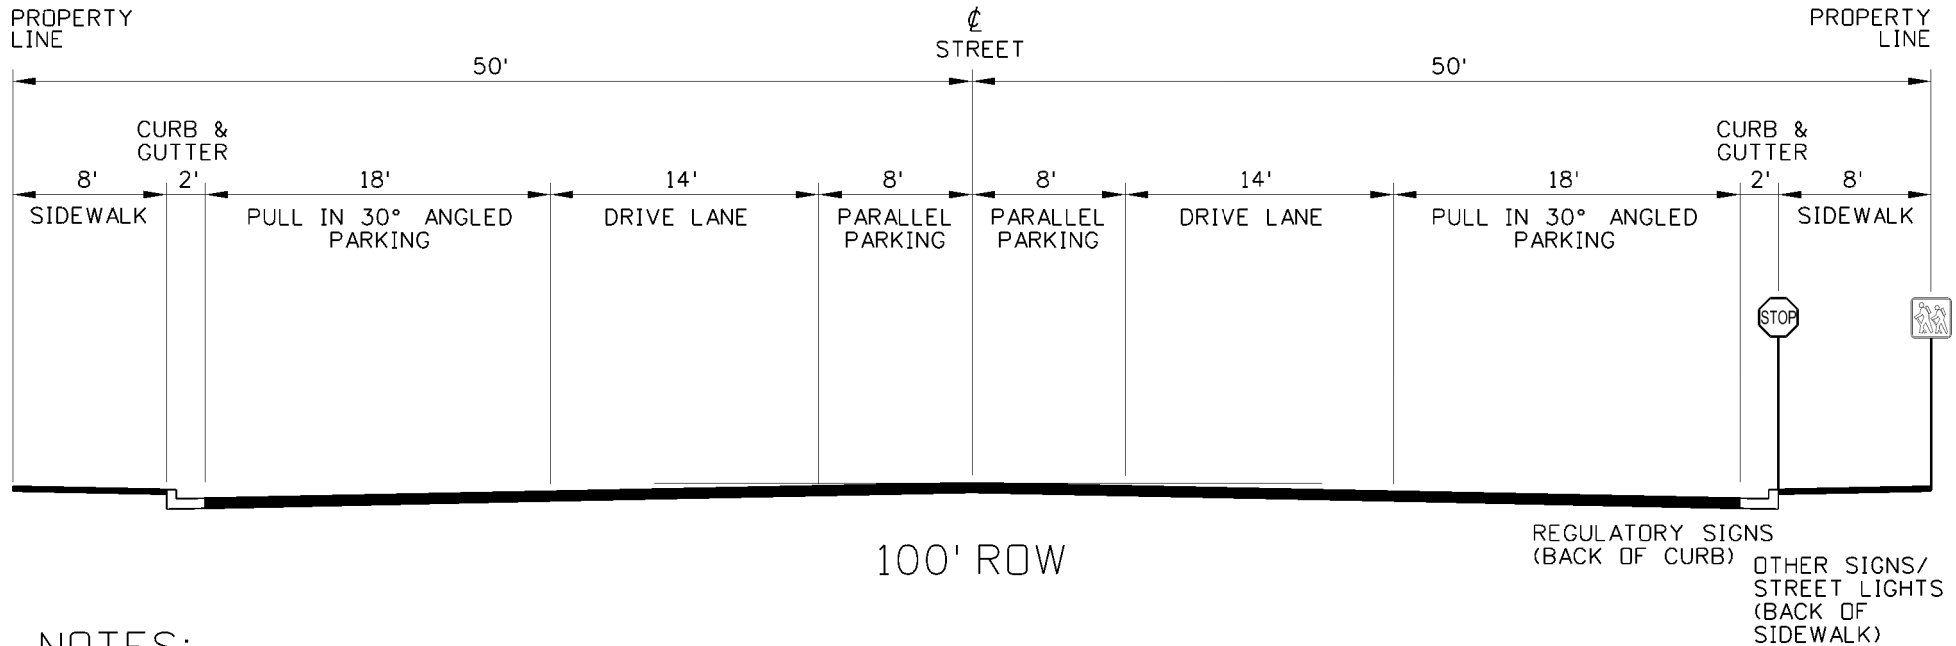 PROPERTY
LINE
℄
STREET
PROPERTY
LINE
50'
50'
CURB &
GUTTER
CURB &
GUTTER
8'
2'
18'
14'
8'
8'
14'
18'
2'
8'
SIDEWALK
PULL IN 30° ANGLED
PARKING
DRIVE LANE
PARALLEL
PARKING
PARALLEL
PARKING
DRIVE LANE
PULL IN 30° ANGLED
PARKING
SIDEWALK
STOP
100' ROW
REGULATORY SIGNS
(BACK OF CURB)
OTHER SIGNS/
STREET LIGHTS
(BACK OF
SIDEWALK)
NOTES: